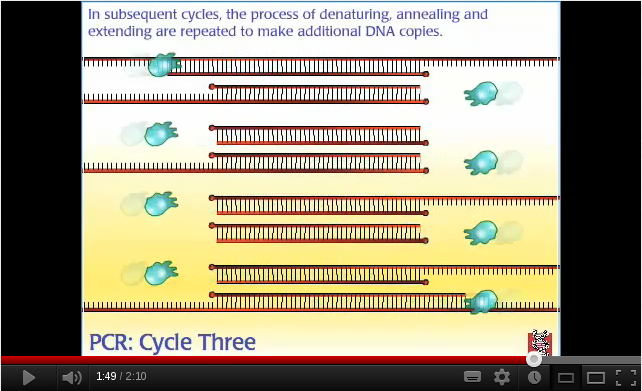 In subsequent cycles, the process of denaturing, annealing and
extending are repeated to make additional DNA copies.
PCR: Cycle Three
1:49 / 2:10